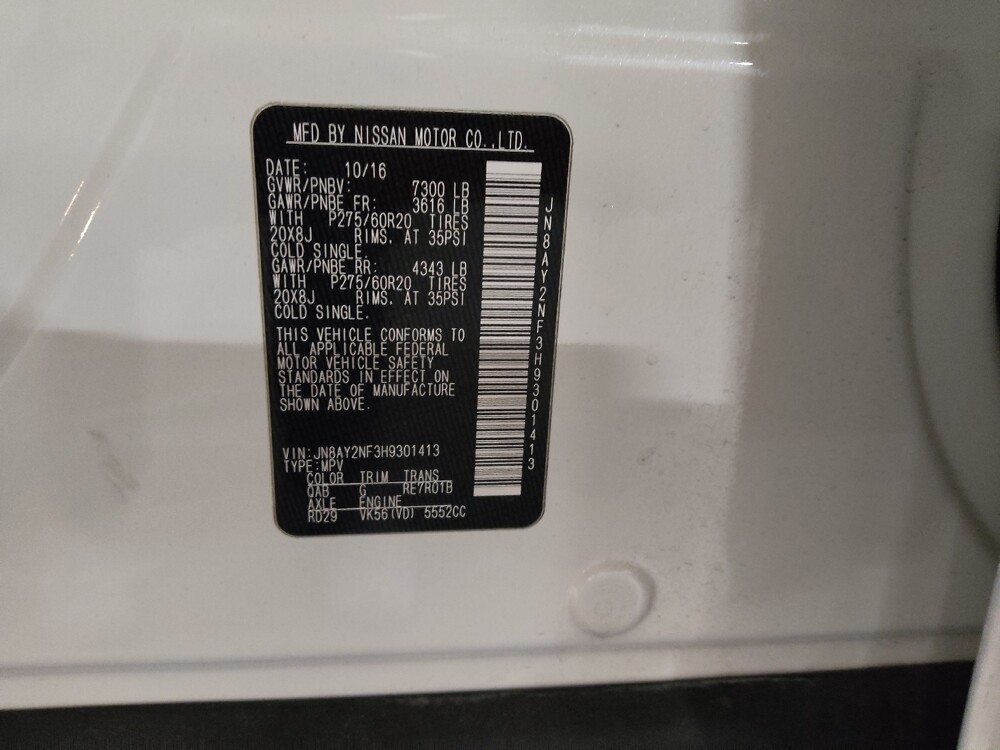 MFD BY NISSAN MOTOR CO.,LTD.
DATE: 10/16
GVWR/PNBV: 7300 LB
GAWR/PNBE FR: 3616 LB
WITH P275/60R20 TIRES
20X8J RIMS. AT 35PSI
COLD SINGLE.
GAWR/PNBE RR: 4343 LB
WITH P275/60R20 TIRES
20X8J RIMS. AT 35PSI
COLD SINGLE.
THIS VEHICLE CONFORMS TO
ALL APPLICABLE FEDERAL
MOTOR VEHICLE SAFETY
STANDARDS IN EFFECT ON
THE DATE OF MANUFACTURE
SHOWN ABOVE.
VIN:JN8AY2NF3H9301413
TYPE:MPV
COLOR TRIM TRANS
QAB G RE7R01B
AXLE ENGINE
RD29 VK56(VD) 5552CC
JN8AY2NF3H9301413